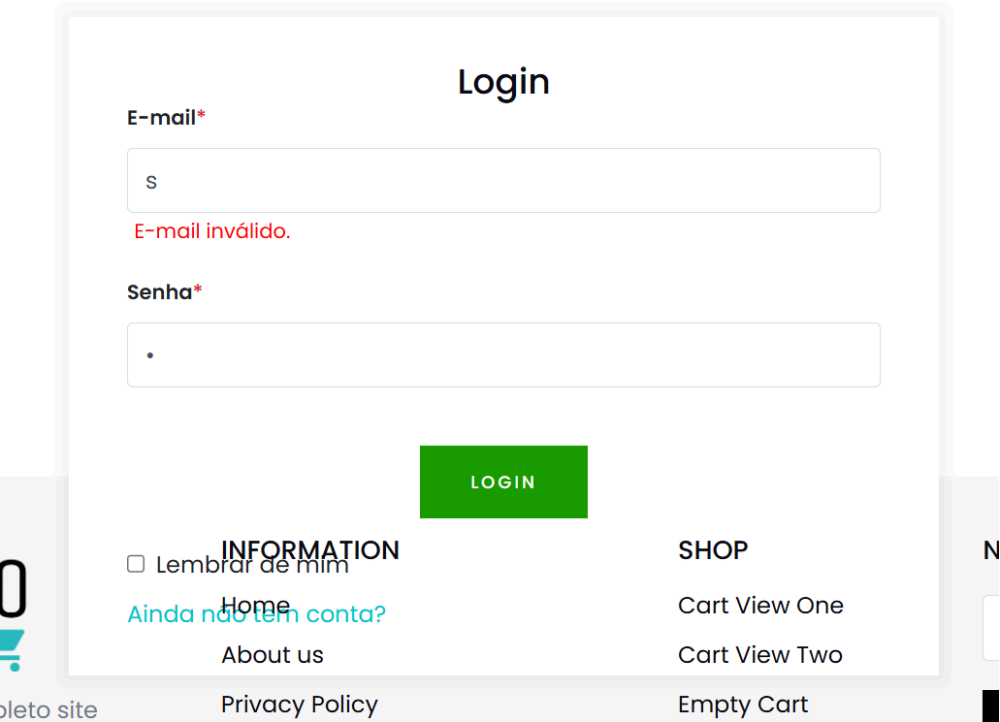 Login
E-mail*
s
E-mail inválido.
Senha*
LOGIN
Lembrar de mim
Ainda não tem conta?
INFORMATION
Home
About us
Privacy Policy
SHOP
Cart View One
Cart View Two
Empty Cart
site